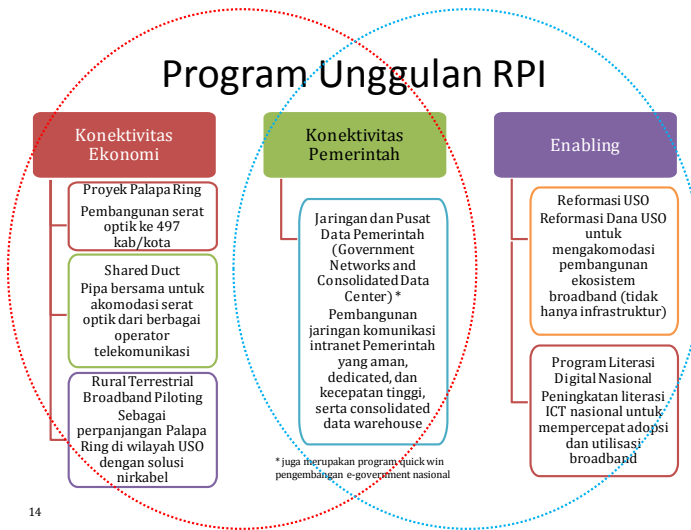 Program Unggulan RPI
Konektivitas
Ekonomi
Proyek Palapa Ring
Pembangunan serat
optik ke 497
kab/kota
Shared Duct
Pipa bersama untuk
akomodasi serat
optik dari berbagai
operator
telekomunikasi
Rural Terrestrial
Broadband Piloting
Sebagai
perpanjangan Palapa
Ring di wilayah USO
dengan solusi
nirkabel
Konektivitas
Pemerintah
Jaringan dan Pusat
Data Pemerintah
(Government
Networks and
Consolidated Data
Center) *
Pembangunan
jaringan komunikasi
intranet Pemerintah
yang aman,
dedicated, dan
kecepatan tinggi,
serta consolidated
data warehouse
* juga merupakan program quick win
pengembangan e-government nasional
Enabling
Reformasi USO
Reformasi Dana USO
untuk
mengakomodasi
pembangunan
ekosistem
broadband (tidak
hanya infrastruktur)
Program Literasi
Digital Nasional
Peningkatan literasi
ICT nasional untuk
mempercepat adopsi
dan utilisasi
broadband
14